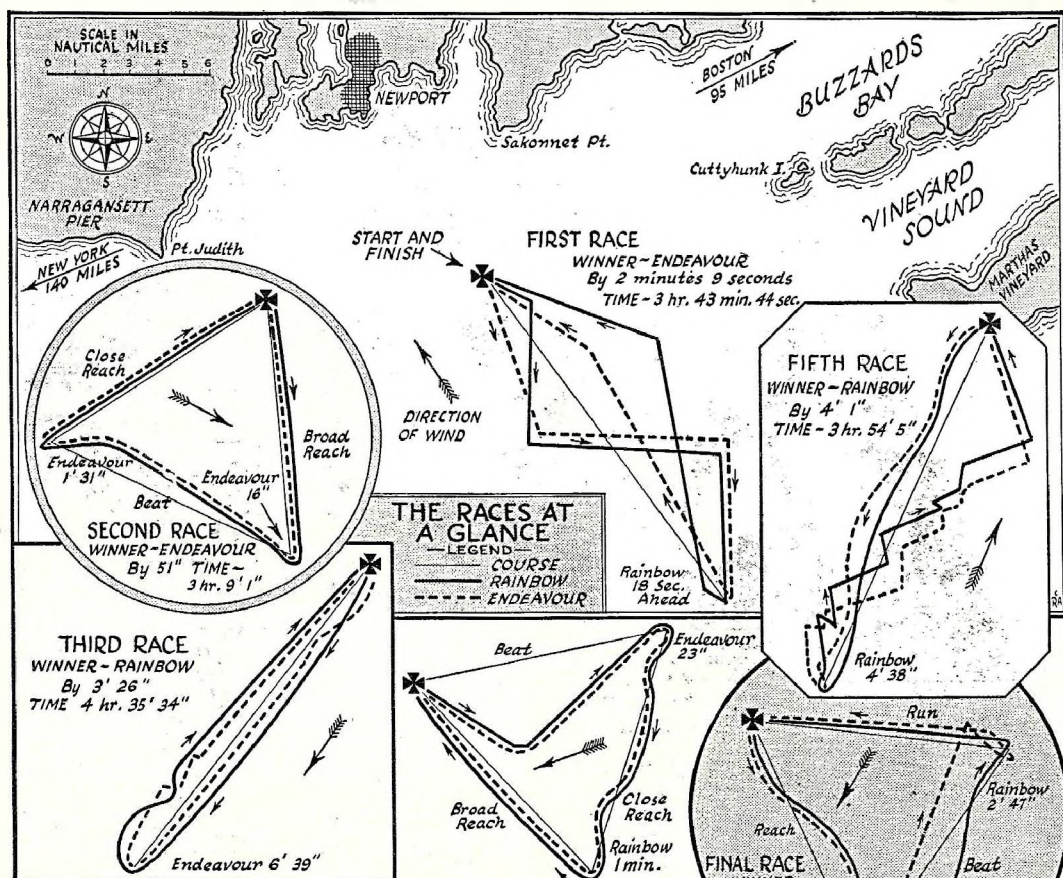 SCALE IN
NAUTICAL MILES
0 1 2 3 4 5 6
N
W E
S
NARRAGANSETT
PIER
NEW YORK
140 MILES
Pt. Judith
NEWPORT
Sakonnet Pt.
BOSTON
95 MILES
BUZZARDS
BAY
Cuttyhunk I.
VINEYARD
SOUND
MARTHAS
VINEYARD
START AND
FINISH
FIRST RACE
WINNER~ENDEAVOUR
By 2 minutes 9 seconds
TIME~3 hr. 43 min. 44 sec.
DIRECTION
OF WIND
Rainbow
18 Sec.
Ahead
Close
Reach
Broad
Reach
Endeavour
1' 31"
Endeavour
16"
Beat
SECOND RACE
WINNER~ENDEAVOUR
By 51" TIME~
3 hr. 9' 1"
THE RACES AT
A GLANCE
—LEGEND—
COURSE
RAINBOW
ENDEAVOUR
FIFTH RACE
WINNER~RAINBOW
By 4' 1"
TIME~3 hr. 54' 5"
Rainbow
4' 38"
THIRD RACE
WINNER~RAINBOW
By 3' 26"
TIME 4 hr. 35' 34"
Endeavour 6' 39"
Beat
Endeavour
23"
Broad
Reach
Close
Reach
Rainbow
1 min.
Run
Rainbow
2' 47"
Reach
Beat
FINAL RACE